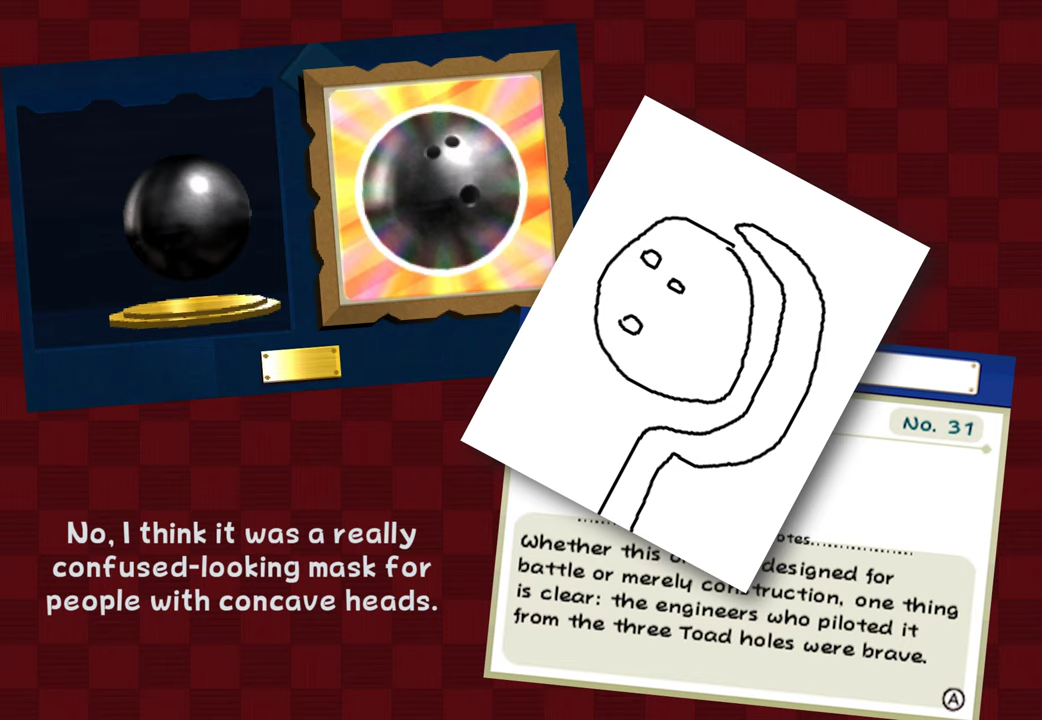 No. 31
otes
Whether this designed for
battle or merely construction, one thing
is clear: the engineers who piloted it
from the three Toad holes were brave.
A
No, I think it was a really
confused-looking mask for
people with concave heads.